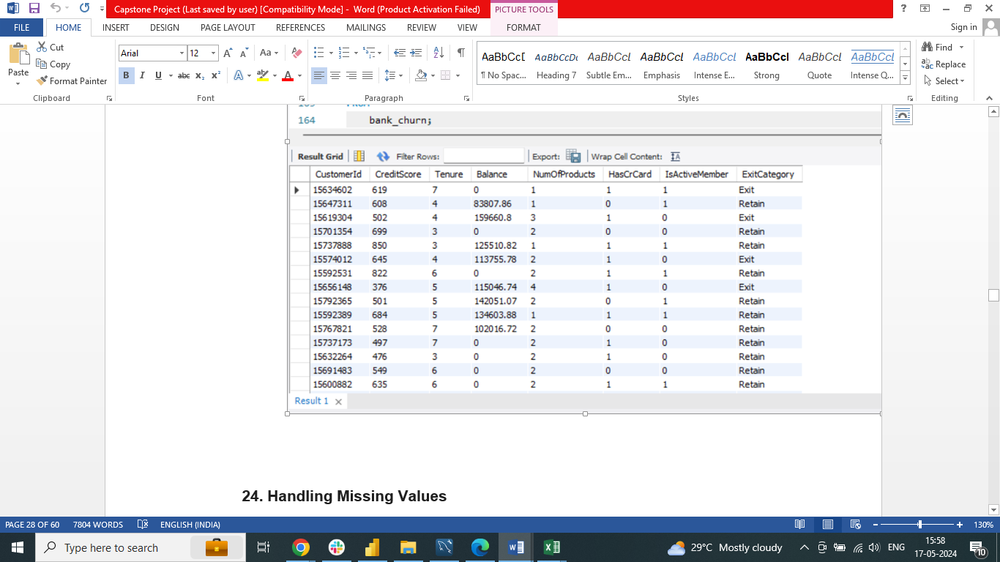 Capstone Project (Last saved by user) [Compatibility Mode] - Word (Product Activation Failed)
PICTURE TOOLS
FILE HOME INSERT DESIGN PAGE LAYOUT REFERENCES MAILINGS REVIEW VIEW FORMAT Sign in
Paste
Cut
Copy
Format Painter
Clipboard
Arial 12
Font
Paragraph
AaBbCcD AaBbCcDc AaBbCcL AaBbCcL AaBbCcL AaBbCcl AaBbCcL AaBbCcL
¶ No Spac... Heading 7 Subtle Em... Emphasis Intense E... Strong Quote Intense Q...
Styles
Find
Replace
Select
Editing
164 bank_churn;
Result Grid Filter Rows: Export: Wrap Cell Content:
CustomerId CreditScore Tenure Balance NumOfProducts HasCrCard IsActiveMember ExitCategory
15634602 619 7 0 1 1 1 Exit
15647311 608 4 83807.86 1 0 1 Retain
15619304 502 4 159660.8 3 1 0 Exit
15701354 699 3 0 2 0 0 Retain
15737888 850 3 125510.82 1 1 1 Retain
15574012 645 4 113755.78 2 1 0 Exit
15592531 822 6 0 2 1 1 Retain
15656148 376 5 115046.74 4 1 0 Exit
15792365 501 5 142051.07 2 0 1 Retain
15592389 684 5 134603.88 1 1 1 Retain
15767821 528 7 102016.72 2 0 0 Retain
15737173 497 7 0 2 1 0 Retain
15632264 476 3 0 2 1 0 Retain
15691483 549 6 0 2 0 0 Retain
15600882 635 6 0 2 1 1 Retain
Result 1
24. Handling Missing Values
PAGE 28 OF 60 7804 WORDS ENGLISH (INDIA) 130%
Type here to search
29°C Mostly cloudy
ENG
15:58
17-05-2024
10